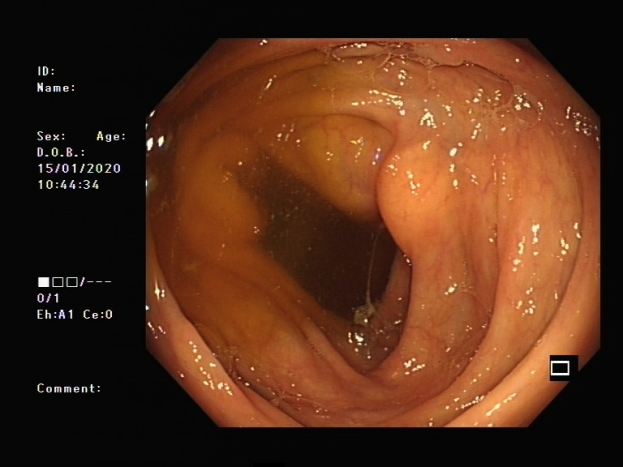 ID:
Name:
Sex: Age:
D.O.B.:
15/01/2020
10:44:34
■□□/---
0/1
Eh:A1 Ce:0
Comment: